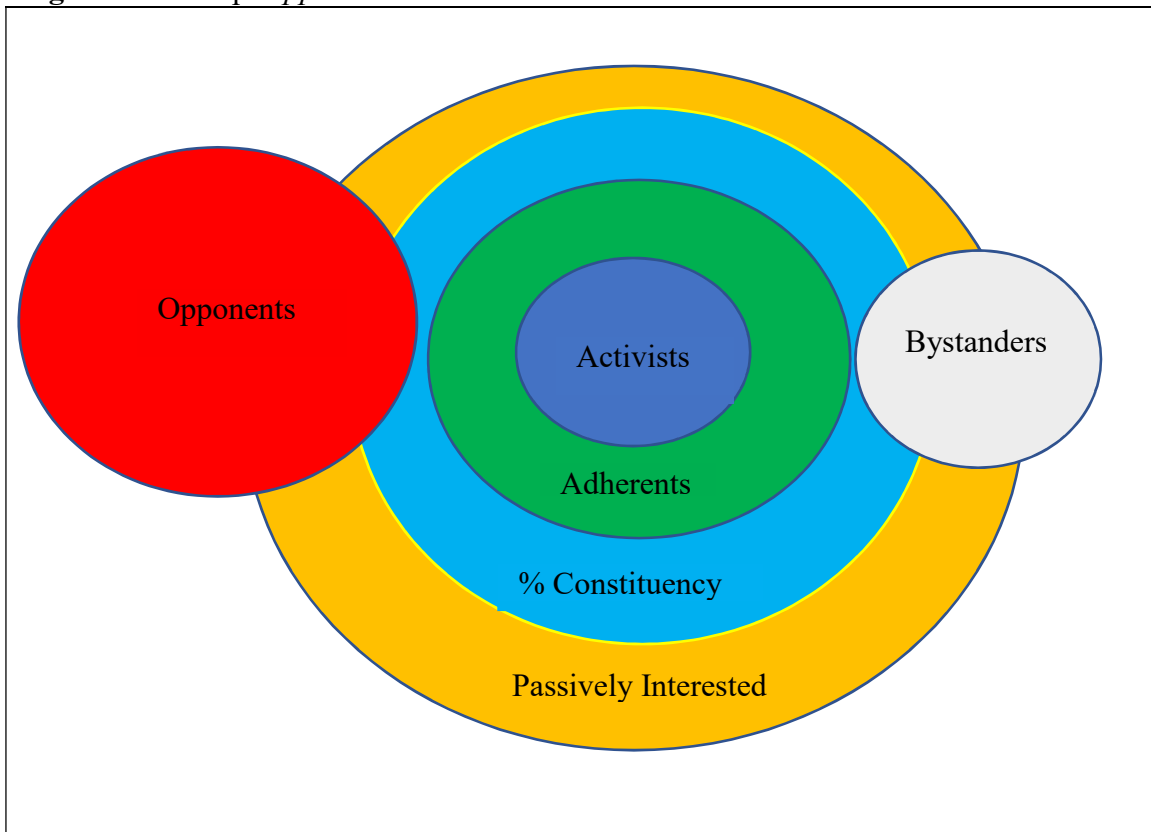 Opponents
Bystanders
Activists
Adherents
% Constituency
Passively Interested